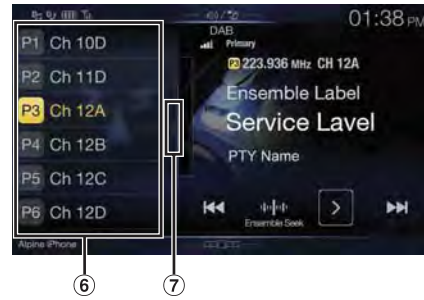 01:38 PM
DAB
Primary
P3 223.936 MHz CH 12A
Ensemble Label
Service Lavel
PTY Name
P1 Ch 10D
P2 Ch 11D
P3 Ch 12A
P4 Ch 12B
P5 Ch 12C
P6 Ch 12D
Ensemble Seek
Alpine iPhone
6
7